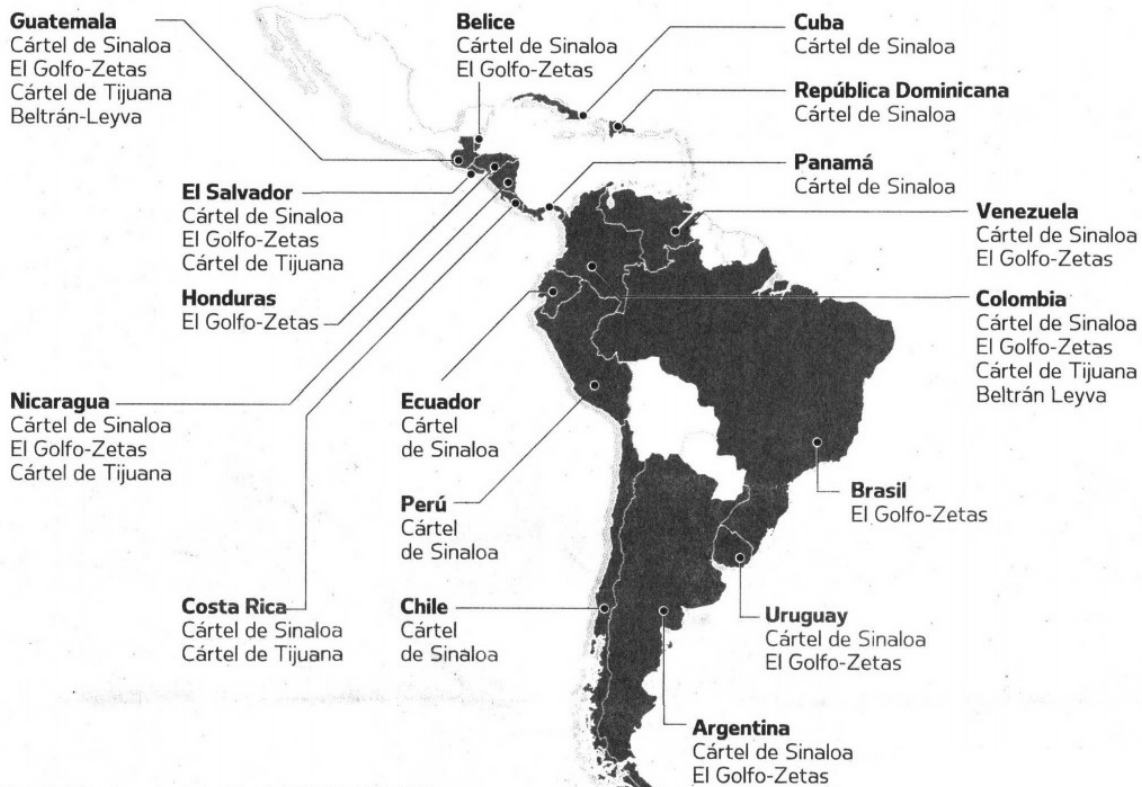 Guatemala
Cártel de Sinaloa
El Golfo-Zetas
Cártel de Tijuana
Beltrán-Leyva
Belice
Cártel de Sinaloa
El Golfo-Zetas
Cuba
Cártel de Sinaloa
República Dominicana
Cártel de Sinaloa
Panamá
Cártel de Sinaloa
El Salvador
Cártel de Sinaloa
El Golfo-Zetas
Cártel de Tijuana
Venezuela
Cártel de Sinaloa
El Golfo-Zetas
Honduras
El Golfo-Zetas
Colombia
Cártel de Sinaloa
El Golfo-Zetas
Cártel de Tijuana
Beltrán Leyva
Nicaragua
Cártel de Sinaloa
El Golfo-Zetas
Cártel de Tijuana
Ecuador
Cártel
de Sinaloa
Perú
Cártel
de Sinaloa
Brasil
El Golfo-Zetas
Costa Rica
Cártel de Sinaloa
Cártel de Tijuana
Chile
Cártel
de Sinaloa
Uruguay
Cártel de Sinaloa
El Golfo-Zetas
Argentina
Cártel de Sinaloa
El Golfo-Zetas